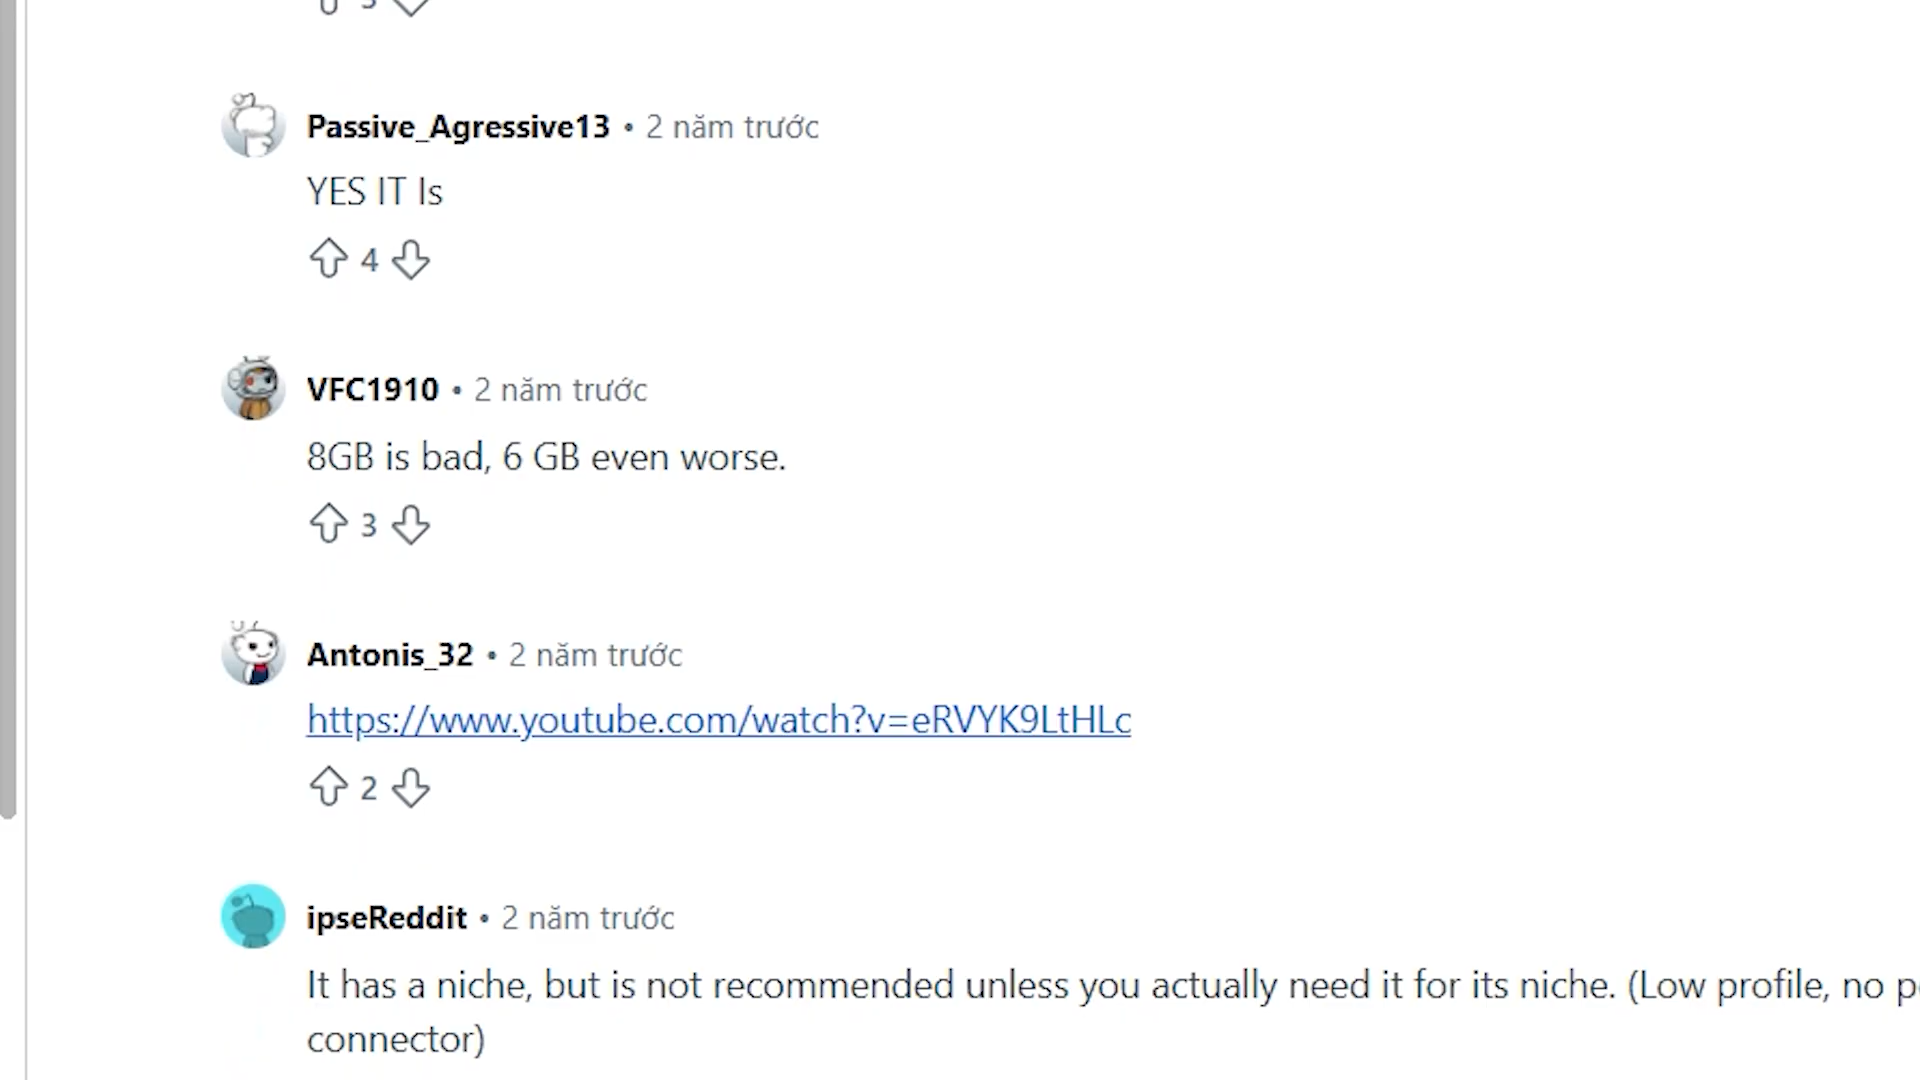 Passive_Agressive13 • 2 năm trước
YES IT Is
4
VFC1910 • 2 năm trước
8GB is bad, 6 GB even worse.
3
Antonis_32 • 2 năm trước
https://www.youtube.com/watch?v=eRVYK9LtHLc
2
ipseReddit • 2 năm trước
It has a niche, but is not recommended unless you actually need it for its niche. (Low profile, no
connector)